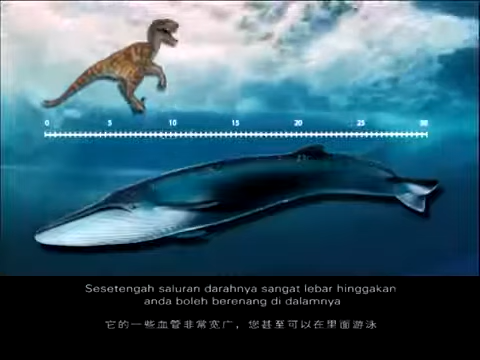 0 5 10 15 20 25 30
Sesetengah saluran darahnya sangat lebar hinggakan
anda boleh berenang di dalamnya
它的一些血管非常宽广，您甚至可以在里面游泳